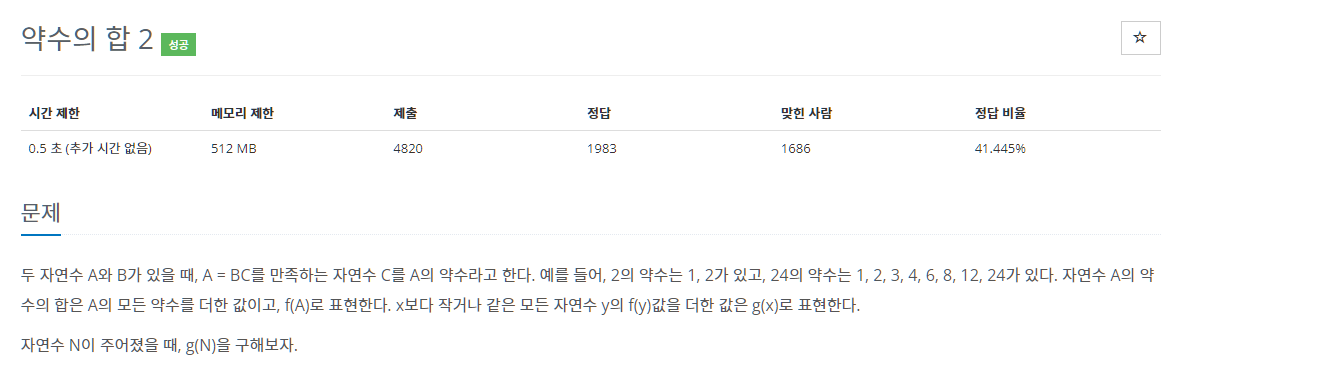 약수의 합 2 성공
☆
시간 제한 메모리 제한 제출 정답 맞힌 사람 정답 비율
0.5 초 (추가 시간 없음) 512 MB 4820 1983 1686 41.445%
문제
두 자연수 A와 B가 있을 때, A = BC를 만족하는 자연수 C를 A의 약수라고 한다. 예를 들어, 2의 약수는 1, 2가 있고, 24의 약수는 1, 2, 3, 4, 6, 8, 12, 24가 있다. 자연수 A의 약
수의 합은 A의 모든 약수를 더한 값이고, f(A)로 표현한다. x보다 작거나 같은 모든 자연수 y의 f(y)값을 더한 값은 g(x)로 표현한다.
자연수 N이 주어졌을 때, g(N)을 구해보자.